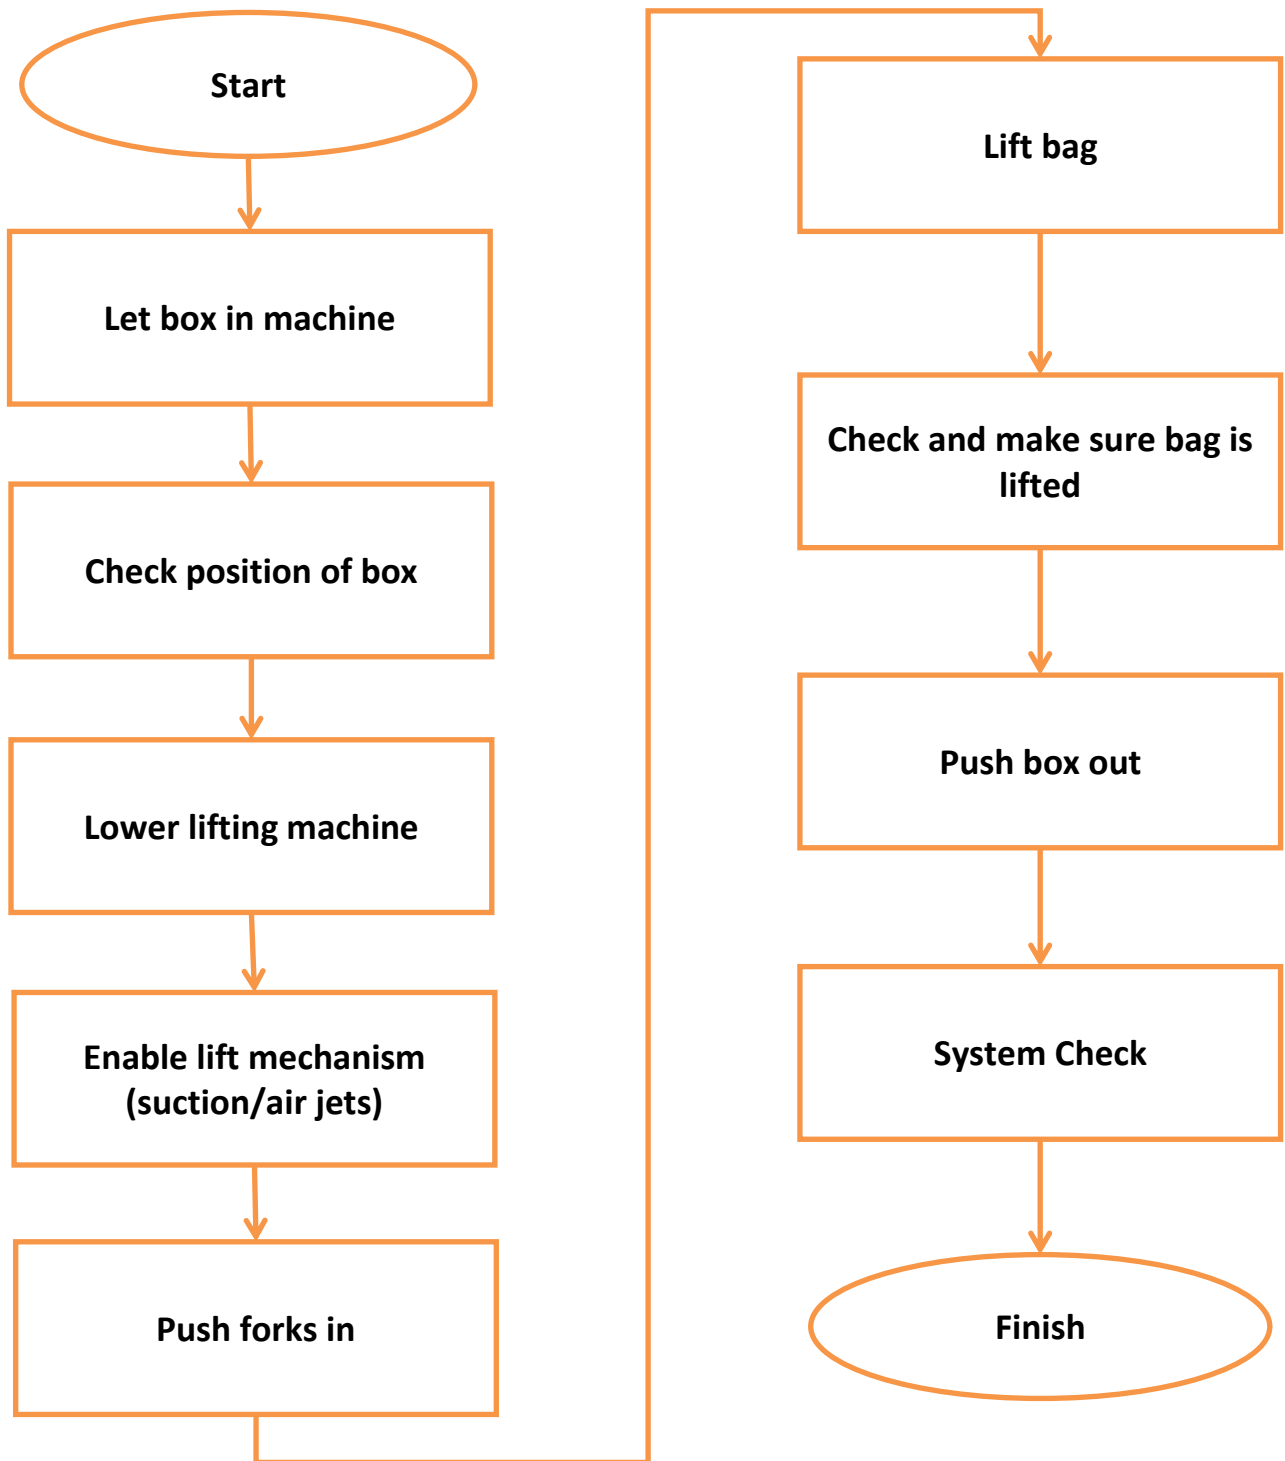 Start
Let box in machine
Check position of box
Lower lifting machine
Enable lift mechanism
(suction/air jets)
Push forks in
Lift bag
Check and make sure bag is
lifted
Push box out
System Check
Finish